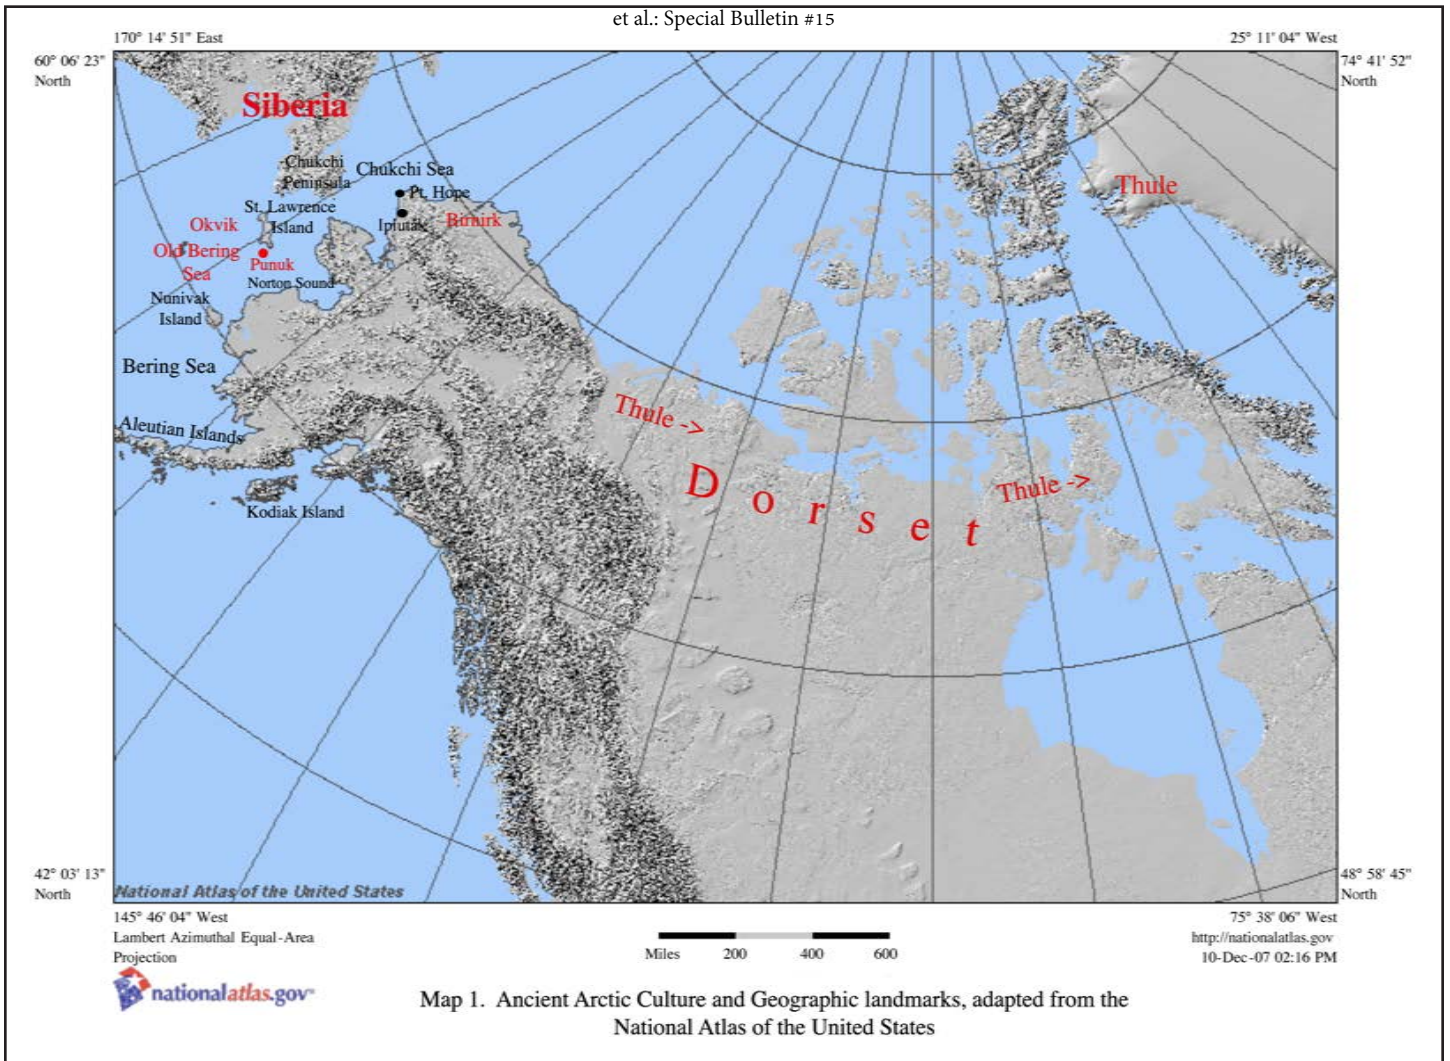 et al.: Special Bulletin #15
170° 14' 51" East
25° 11' 04" West
60° 06' 23"
North
74° 41' 52"
North
Siberia
Chukchi
Peninsula
Chukchi Sea
Pt. Hope
St. Lawrence
Island
Ipiutak
Birnirk
Thule
Okvik
Old Bering
Sea
Punuk
Norton Sound
Nunivak
Island
Bering Sea
Aleutian Islands
Kodiak Island
Thule ->
Dorset
Thule ->
42° 03' 13"
North
National Atlas of the United States
48° 58' 45"
North
145° 46' 04" West
75° 38' 06" West
Lambert Azimuthal Equal-Area
Projection
Miles 200 400 600
http://nationalatlas.gov
10-Dec-07 02:16 PM
nationalatlas.gov™
Map 1. Ancient Arctic Culture and Geographic landmarks, adapted from the
National Atlas of the United States